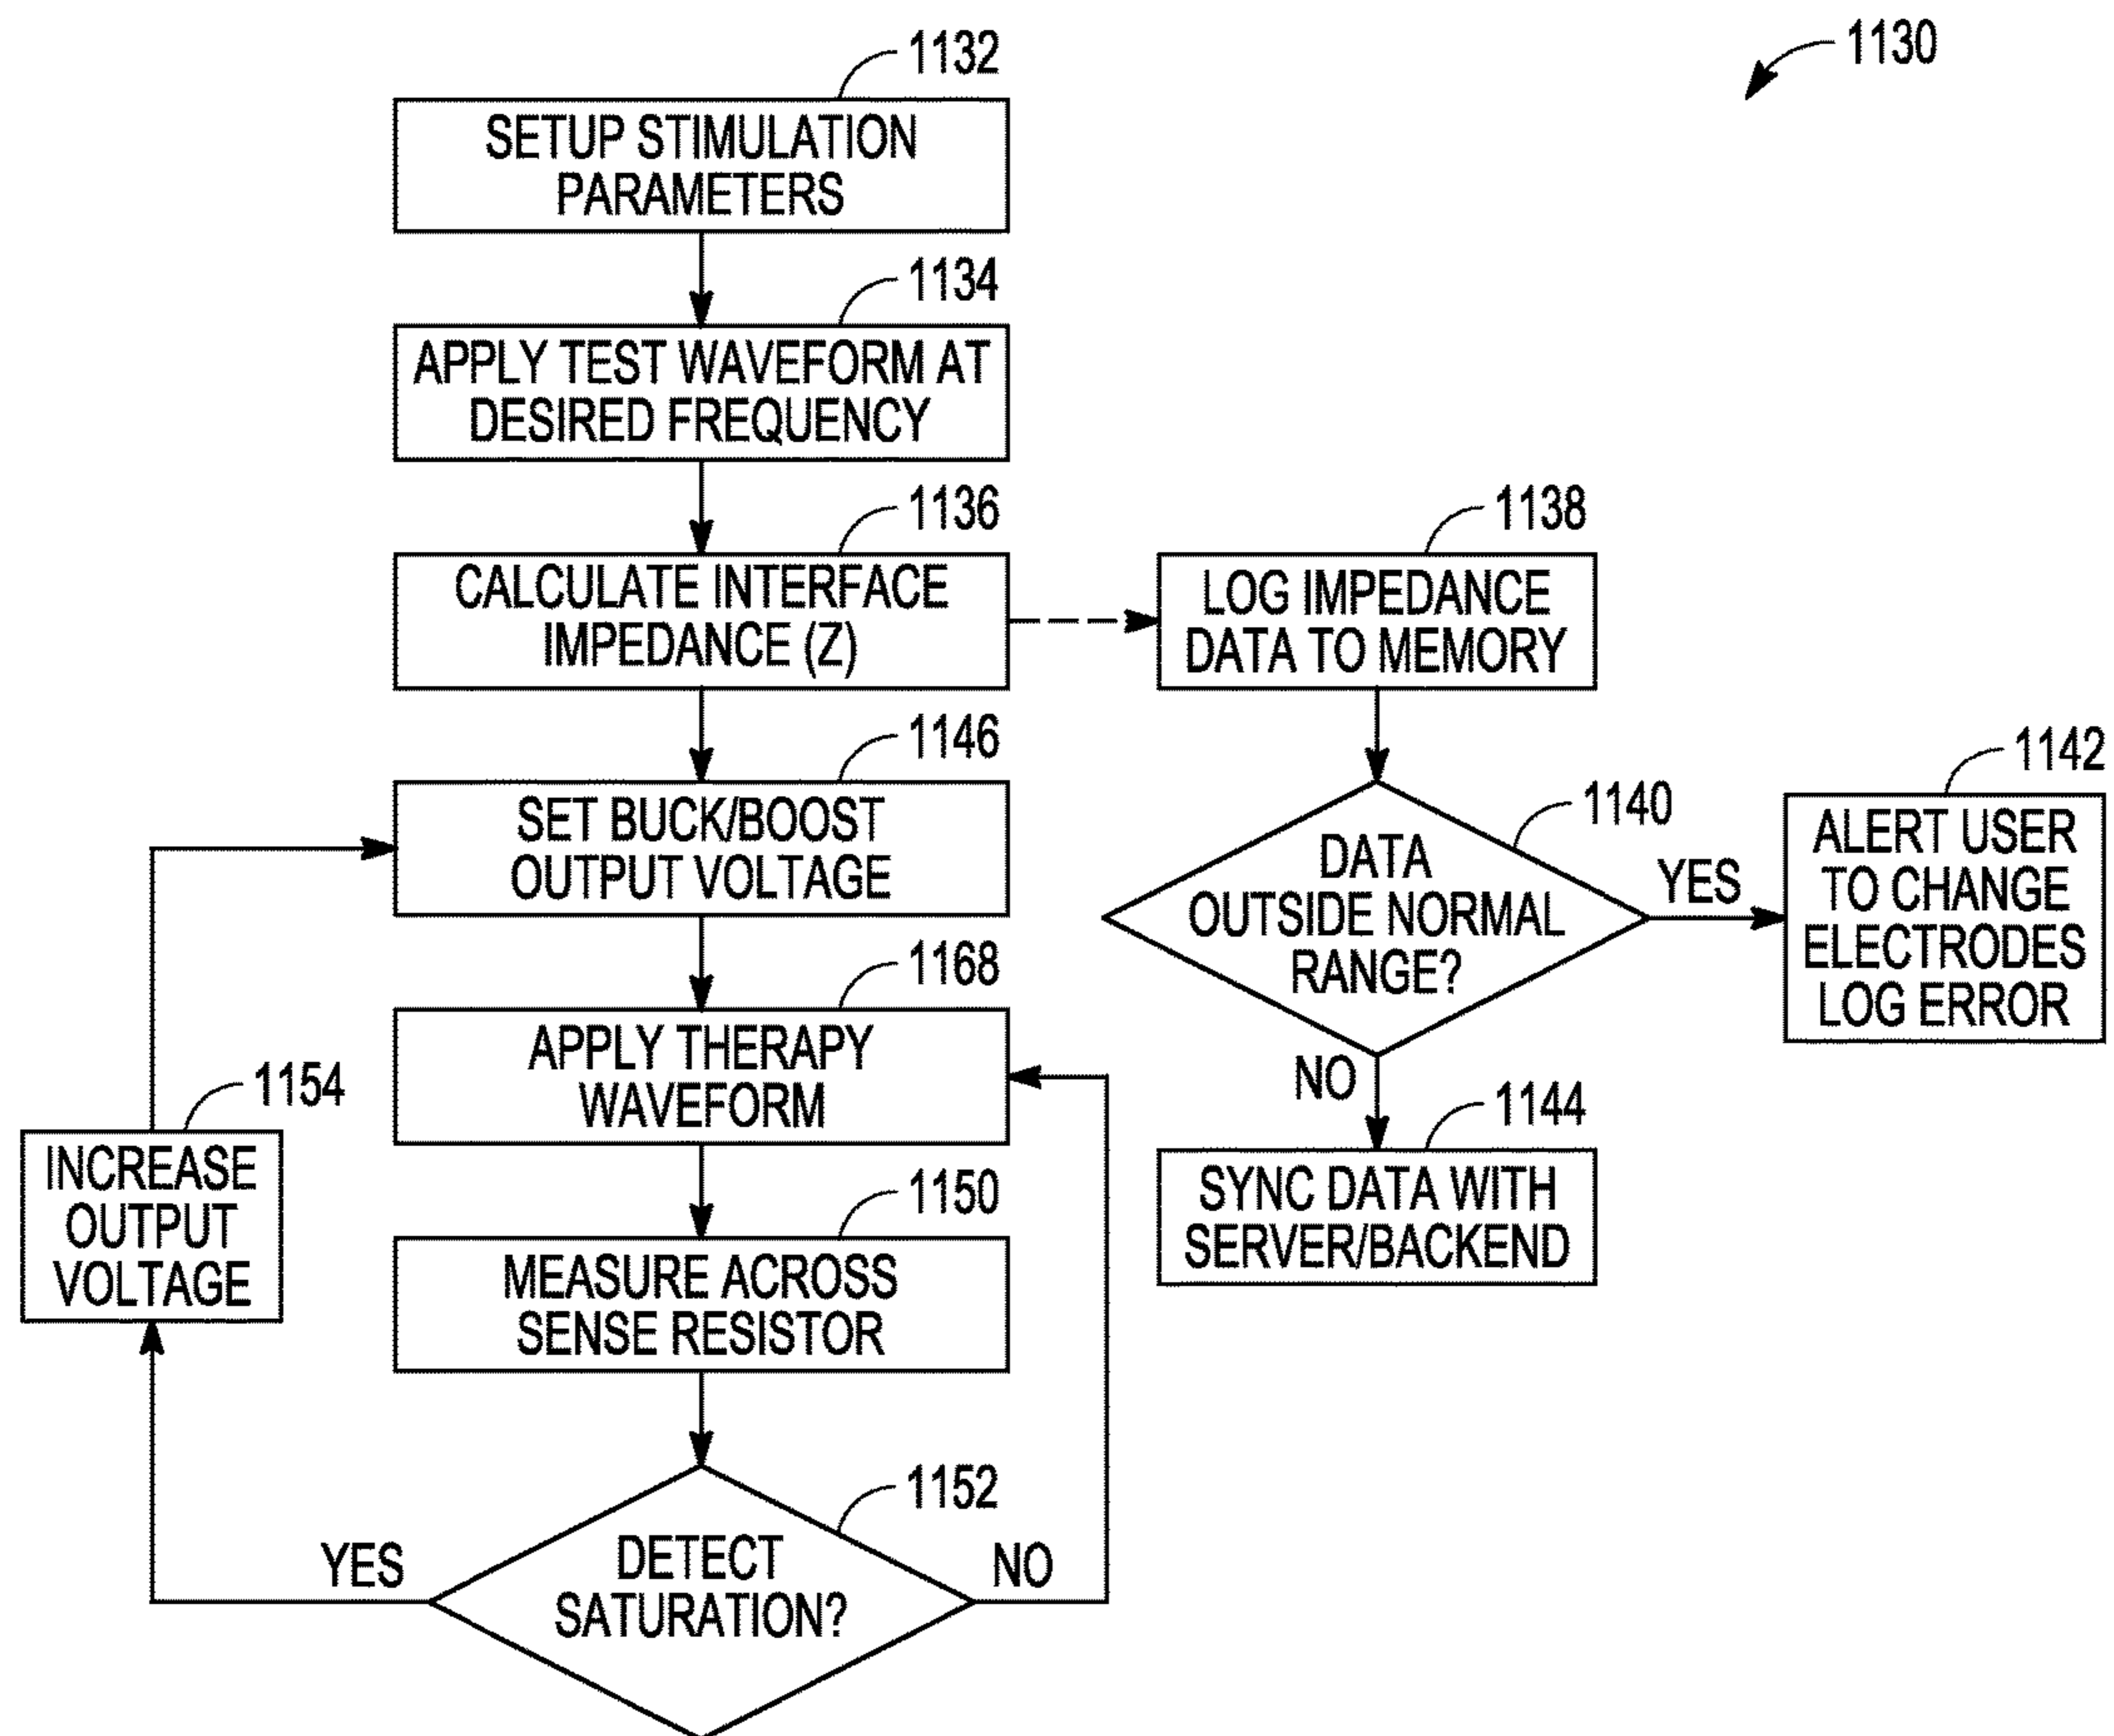 1130
1132
SETUP STIMULATION
PARAMETERS
1134
APPLY TEST WAVEFORM AT
DESIRED FREQUENCY
1136
CALCULATE INTERFACE
IMPEDANCE (Z)
1138
LOG IMPEDANCE
DATA TO MEMORY
1140
DATA
OUTSIDE NORMAL
RANGE?
YES
1142
ALERT USER
TO CHANGE
ELECTRODES
LOG ERROR
NO
1144
SYNC DATA WITH
SERVER/BACKEND
1146
SET BUCK/BOOST
OUTPUT VOLTAGE
1168
APPLY THERAPY
WAVEFORM
1150
MEASURE ACROSS
SENSE RESISTOR
1152
DETECT
SATURATION?
YES
NO
1154
INCREASE
OUTPUT
VOLTAGE